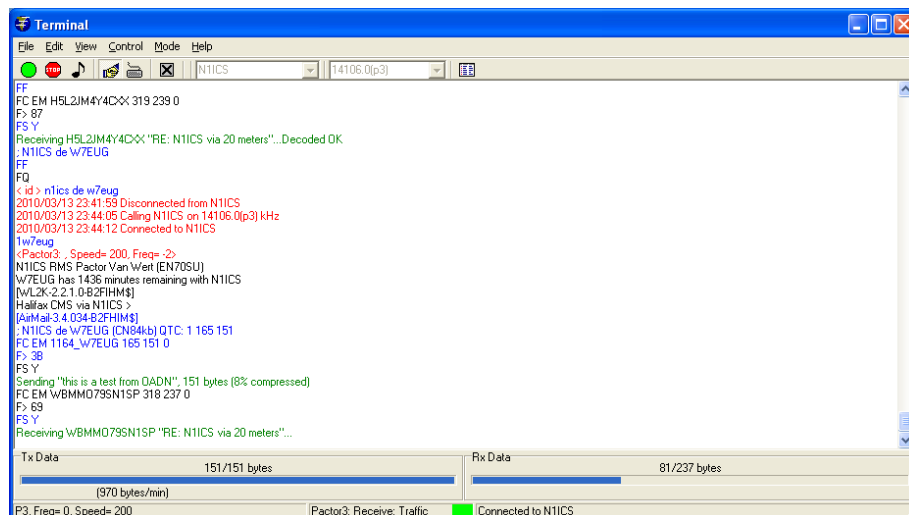 Terminal
File Edit View Control Mode Help
STOP N1ICS 14106.0(p3)
FF
FC EM H5L2JM4Y4CXX 319 239 0
F> 87
FS Y
Receiving H5L2JM4Y4CXX "RE: N1ICS via 20 meters"...Decoded OK
; N1ICS de W7EUG
FF
FQ
< id > n1ics de w7eug
2010/03/13 23:41:59 Disconnected from N1ICS
2010/03/13 23:44:05 Calling N1ICS on 14106.0(p3) kHz
2010/03/13 23:44:12 Connected to N1ICS
1w7eug
<Pactor3: , Speed= 200, Freq= -2>
N1ICS RMS Pactor Van Wert (EN70SU)
W7EUG has 1436 minutes remaining with N1ICS
[WL2K-2.2.1.0-B2FIHM$]
Halifax CMS via N1ICS >
[AirMail-3.4.034-B2FHIM$]
; N1ICS de W7EUG (CN84kb) QTC: 1 165 151
FC EM 1164_W7EUG 165 151 0
F> 3B
FS Y
Sending "this is a test from OADN", 151 bytes (8% compressed)
FC EM WBMMO79SN1SP 318 237 0
F> 69
FS Y
Receiving WBMMO79SN1SP "RE: N1ICS via 20 meters"...
Tx Data
151/151 bytes
(970 bytes/min)
Rx Data
81/237 bytes
P3, Freq= 0, Speed= 200 Pactor3: Receive: Traffic Connected to N1ICS